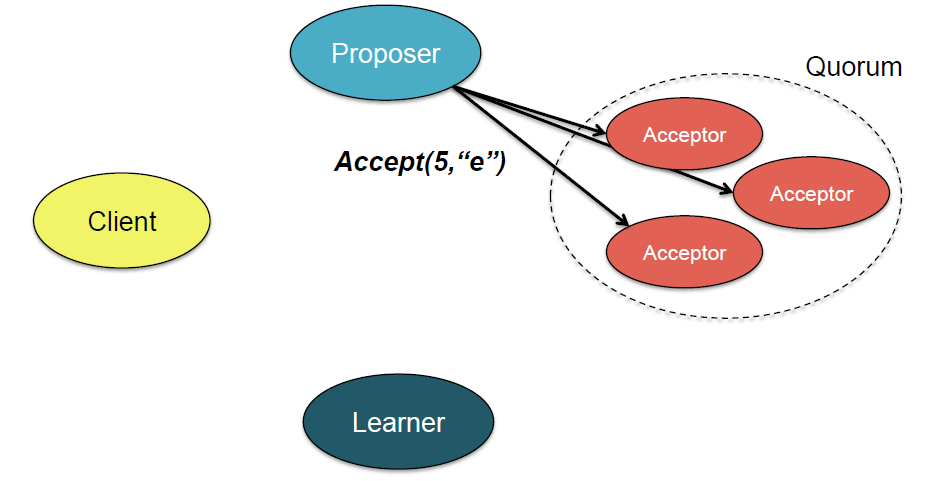 Proposer
Quorum
Acceptor
Accept(5,“e”)
Acceptor
Client
Acceptor
Learner